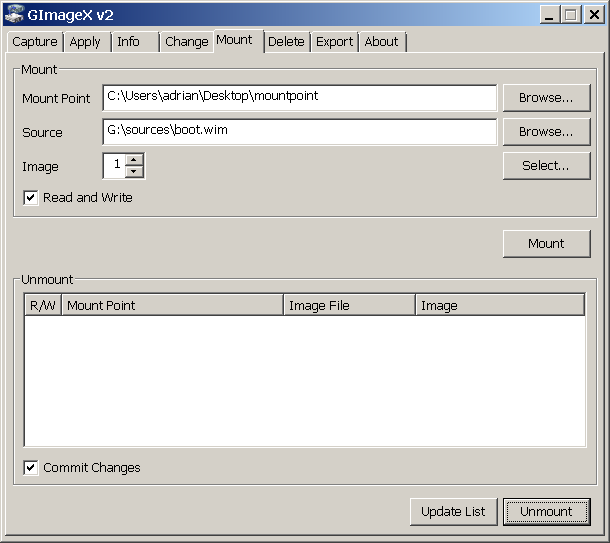 GImageX v2
Capture Apply Info Change Mount Delete Export About
Mount
Mount Point C:\Users\adrian\Desktop\mountpoint Browse...
Source G:\sources\boot.wim Browse...
Image 1 Select...
Read and Write
Mount
Unmount
R/W Mount Point Image File Image
Commit Changes
Update List Unmount